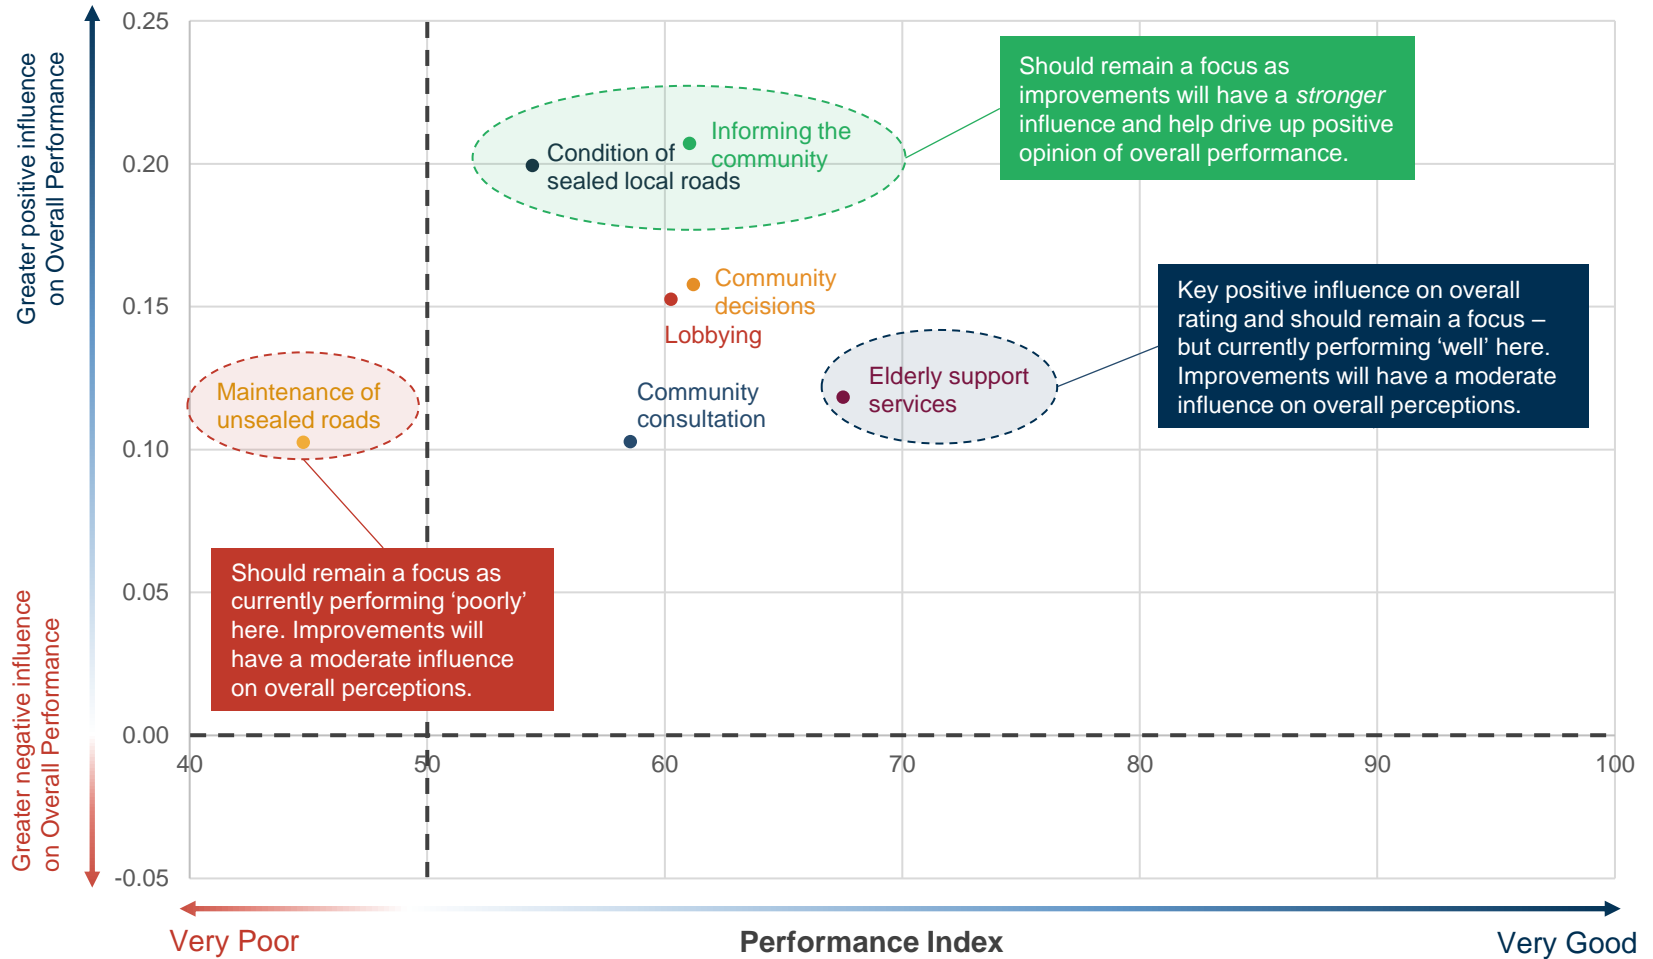 Greater positive influence
on Overall Performance
Greater negative influence
on Overall Performance
0.25
0.20
0.15
0.10
0.05
0.00
-0.05
40
50
60
70
80
90
100
Should remain a focus as
improvements will have a stronger
influence and help drive up positive
opinion of overall performance.
Informing the
community
Condition of
sealed local roads
Community
decisions
Lobbying
Key positive influence on overall
rating and should remain a focus –
but currently performing ‘well’ here.
Improvements will have a moderate
influence on overall perceptions.
Elderly support
services
Community
consultation
Maintenance of
unsealed roads
Should remain a focus as
currently performing ‘poorly’
here. Improvements will
have a moderate influence
on overall perceptions.
Very Poor
Performance Index
Very Good